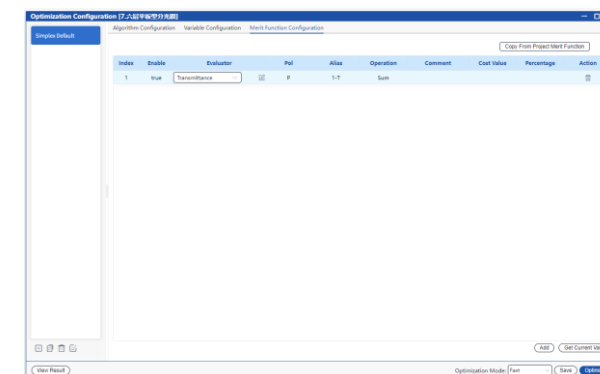 Optimization Configuration [7.六层平板型分光膜]
Simplex Default
Algorithm Configuration Variable Configuration Merit Function Configuration
Copy From Project Merit Function
Index Enable Evaluator Pol Alias Operation Comment Cost Value Percentage Action
1 true Transmittance P 1-T Sum
Add Get Current Va
View Result Optimization Mode: Fast Save Optimi